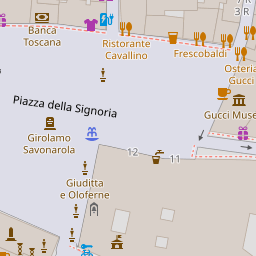 7R
3 R
Banca
Toscana
Ristorante
Cavallino
Frescobaldi
Osteria
Gucci
Piazza della Signoria
Gucci Muse
Girolamo
Savonarola
12
11
Giuditta
e Oloferne